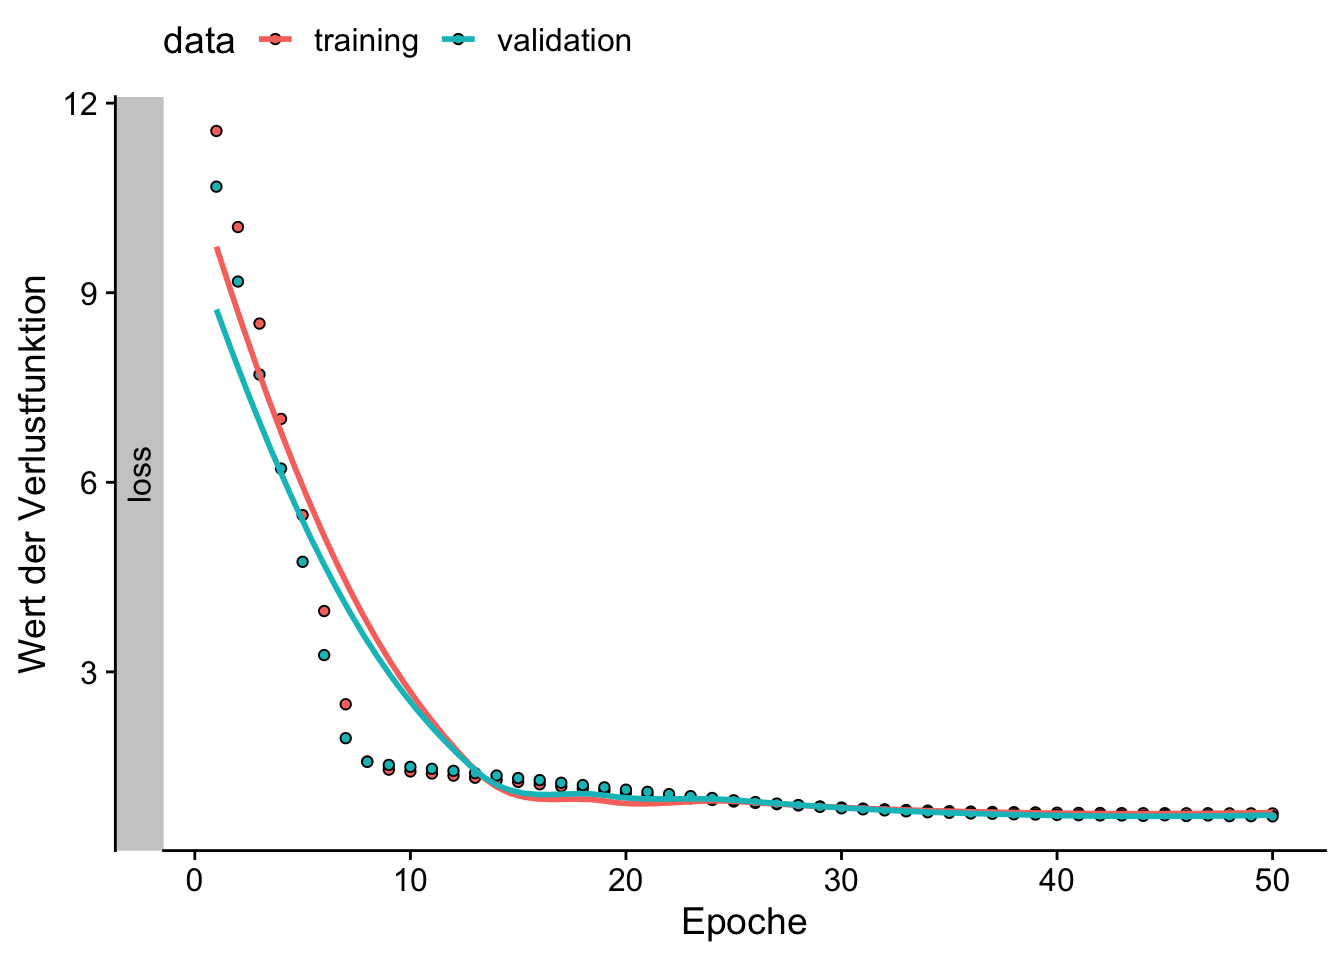 data training validation
12
9
6
3
Wert der Verlustfunktion
loss
0 10 20 30 40 50
Epoche